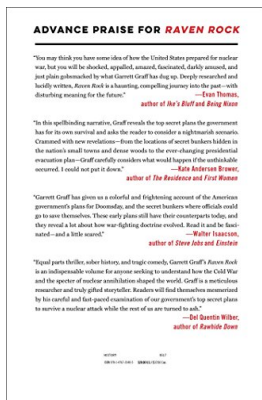 ADVANCE PRAISE FOR RAVEN ROCK
"You may think you have some idea of how the United States prepared for nuclear
war, but you will be shocked, appalled, amazed, fascinated, darkly amused, and
just plain gobsmacked by what Garrett Graff has dug up. Deeply researched and
lucidly written, Raven Rock is a haunting, compelling journey into the past—with
disturbing meaning for the future."
—Evan Thomas,
author of Ike's Bluff and Being Nixon
"In this spellbinding narrative, Graff reveals the top secret plans the government
has for its own survival and asks the reader to consider a nightmarish scenario.
Crammed with new revelations—from the locations of secret bunkers hidden in
the nation's small towns and dense woods to the ever-changing presidential
evacuation plan—Graff carefully considers what would happen if the unthinkable
occurred. I could not put it down."
—Kate Andersen Brower,
author of The Residence and First Women
"Garrett Graff has given us a colorful and frightening account of the American
government's plans for Doomsday, and the secret bunkers where officials could
go to save themselves. These early plans still have their counterparts today, and
they reveal a lot about how war-fighting doctrine evolved. Read it and be fasci-
nated—and a little scared."
—Walter Isaacson,
author of Steve Jobs and Einstein
"Equal parts thriller, sober history, and tragic comedy, Garrett Graff's Raven Rock
is an indispensable volume for anyone seeking to understand how the Cold War
and the specter of nuclear annihilation shaped the world. Graff is a meticulous
researcher and truly gifted storyteller. Readers will find themselves mesmerized
by his careful and fast-paced examination of our government's top secret plans
to survive a nuclear attack while the rest of us are turned to ash."
—Del Quentin Wilber,
author of Rawhide Down
HISTORY